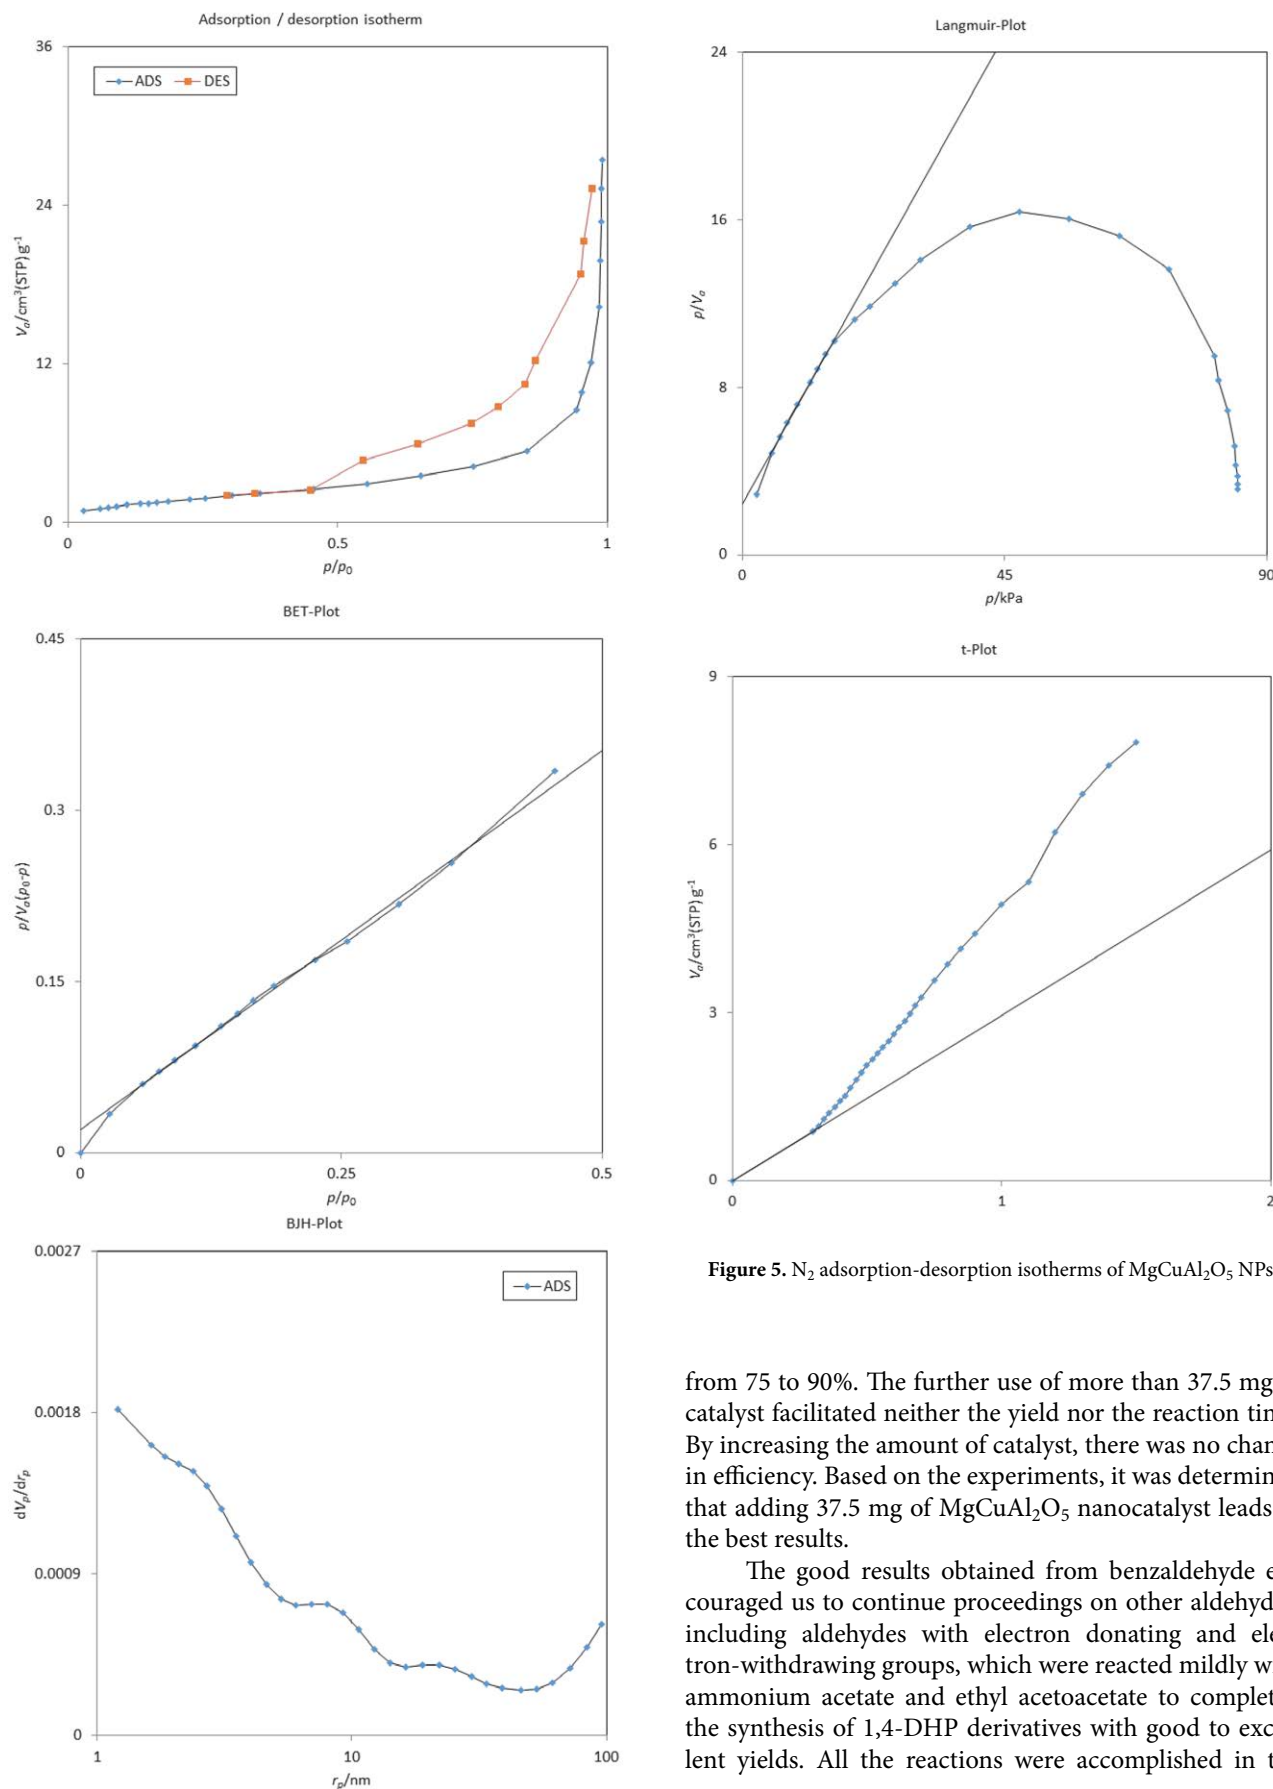 Adsorption / desorption isotherm
36
ADS DES
24
12
0
Vₐ/cm³(STP) g⁻¹
0 0.5 1
p/p₀
BET-Plot
0.45
0.3
0.15
0
p/Vₐ(p₀-p)
0 0.25 0.5
p/p₀
BJH-Plot
0.0027
ADS
0.0018
0.0009
0
dVₚ/drₚ
1 10 100
rₚ/nm
Langmuir-Plot
24
16
8
0
p/Vₐ
0 45 90
p/kPa
t-Plot
9
6
3
0
Vₐ/cm³(STP) g⁻¹
0 1 2
Figure 5. N₂ adsorption-desorption isotherms of MgCuAl₂O₅ NPs
from 75 to 90%. The further use of more than 37.5 mg
catalyst facilitated neither the yield nor the reaction
By increasing the amount of catalyst, there was no
in efficiency. Based on the experiments, it was
that adding 37.5 mg of MgCuAl₂O₅ nanocatalyst leads
the best results.
The good results obtained from benzaldehyde
couraged us to continue proceedings on other
including aldehydes with electron donating and
tron-withdrawing groups, which were reacted mildly
ammonium acetate and ethyl acetoacetate to
the synthesis of 1,4-DHP derivatives with good to
lent yields. All the reactions were accomplished in